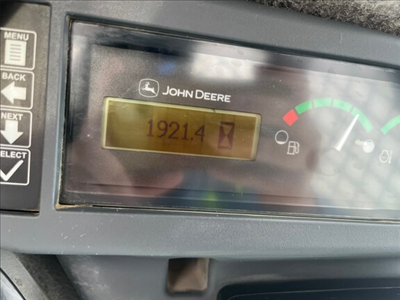 MENU
BACK
NEXT
SELECT
JOHN DEERE
1921.4